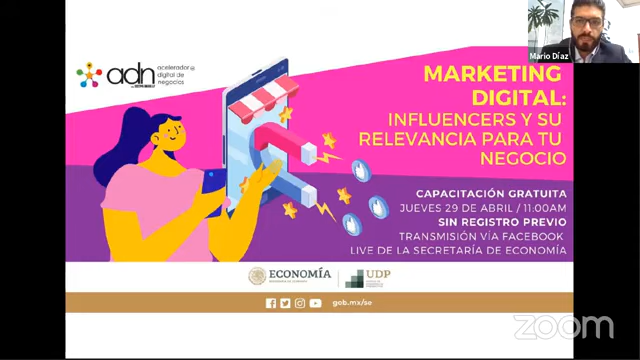 Mario Díaz
adn
acelerador
digital de
negocios
MARKETING
DIGITAL:
INFLUENCERS Y SU
RELEVANCIA PARA TU
NEGOCIO
CAPACITACIÓN GRATUITA
JUEVES 29 DE ABRIL / 11:00AM
SIN REGISTRO PREVIO
TRANSMISIÓN VÍA FACEBOOK
LIVE DE LA SECRETARÍA DE ECONOMÍA
ECONOMÍA
UDP
gob.mx/se
zoom